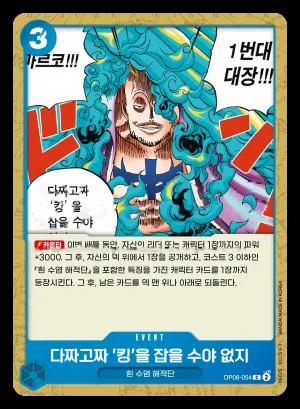 3
마르코!!!
1번대
대장!!!
다짜고짜
'킹'을
잡을 수야
카운터 이번 배틀 동안, 자신의 리더 또는 캐릭터 1장까지의 파워
+3000. 그 후, 자신의 덱 위에서 1장을 공개하고, 코스트 3 이하인
『흰 수염 해적단』을 포함한 특징을 가진 캐릭터 카드를 1장까지
등장시킨다. 그 후, 남은 카드를 덱 맨 위나 아래로 되돌린다.
EVENT
다짜고짜 '킹'을 잡을 수야 없지
흰 수염 해적단
OP08-054 C 2